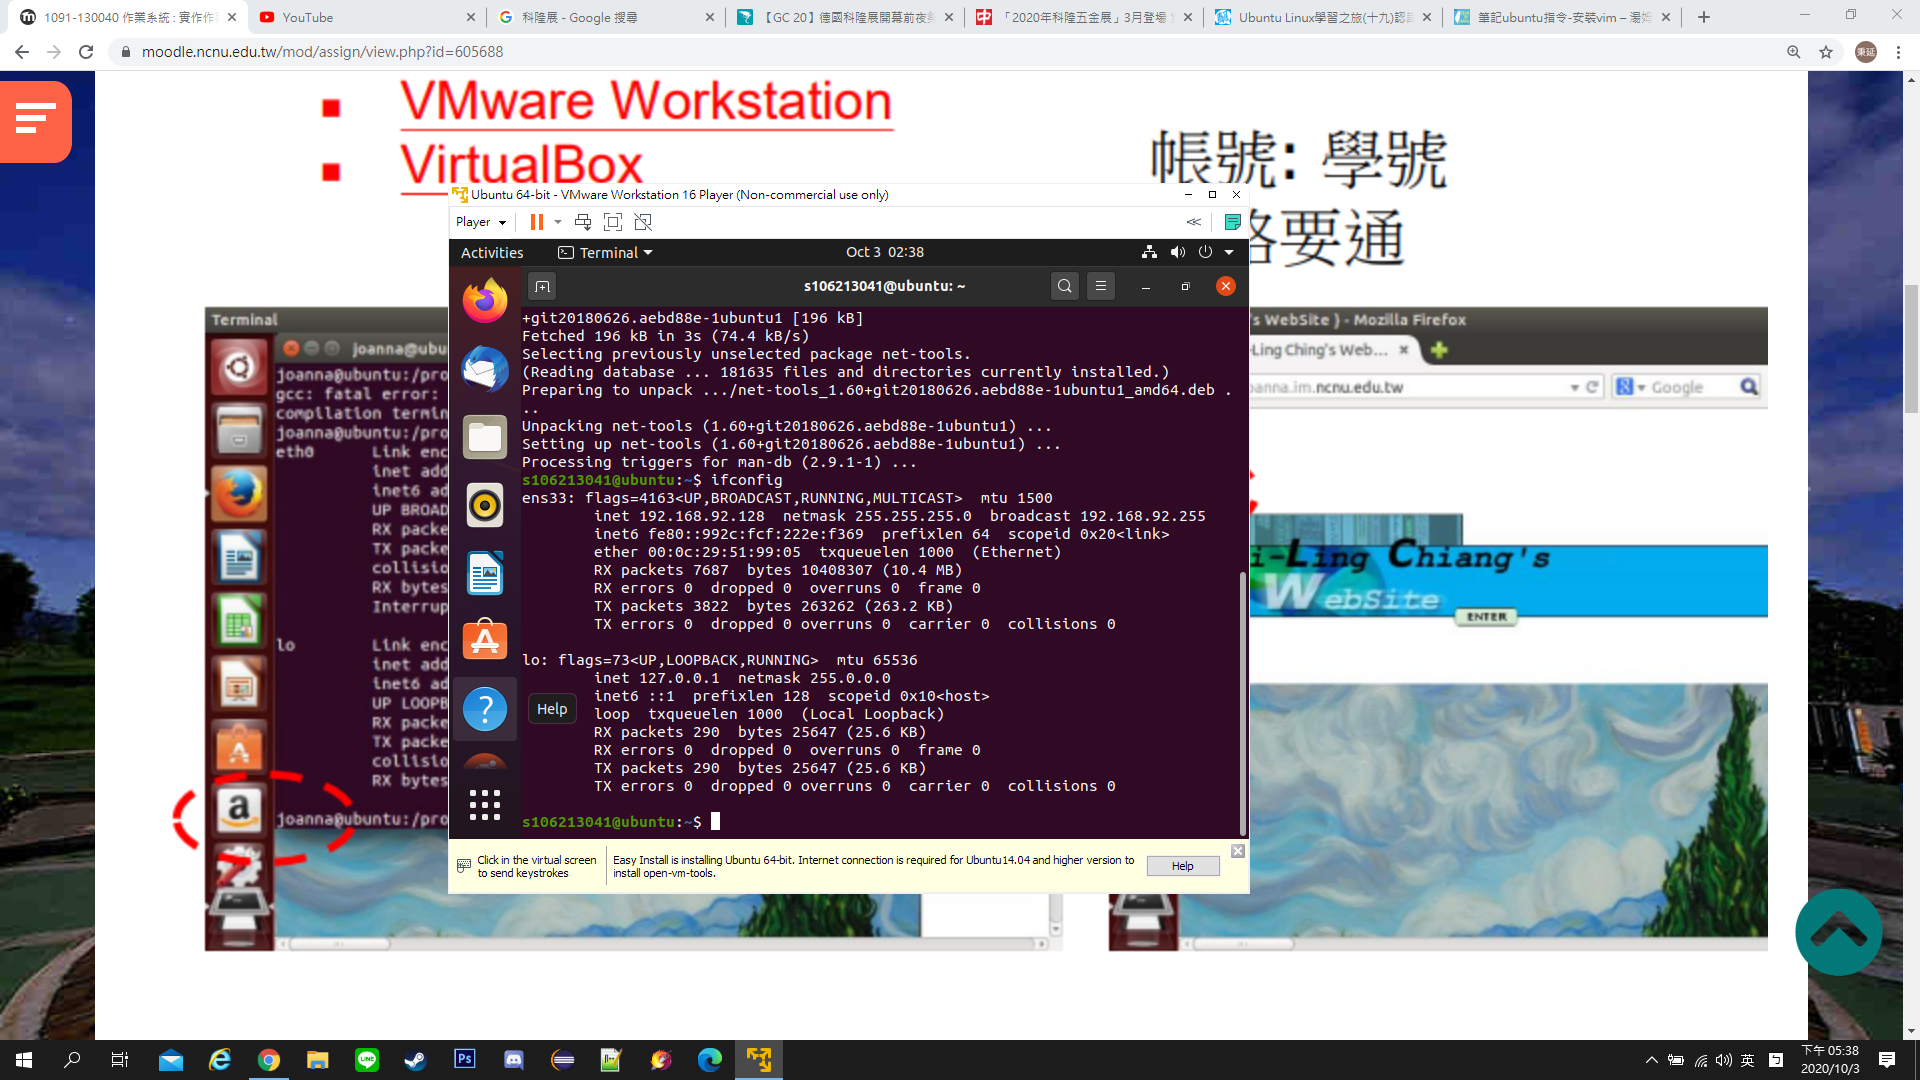 1091-130040 作業系統 : 實作作
YouTube
科隆展 - Google 搜尋
「2020年科隆五金展」3月登場
Ubuntu Linux學習之旅(十九)認
筆記ubuntu指令-安裝vim – 湯
moodle.ncnu.edu.tw/mod/assign/view.php?id=605688
秉延
VMware Workstation
VirtualBox
帳號: 學號
路要通
Ubuntu 64-bit - VMware Workstation 16 Player (Non-commercial use only)
Player
Activities
Terminal
Oct 3 02:38
s106213041@ubuntu: ~
+git20180626.aebd88e-1ubuntu1 [196 kB]
Fetched 196 kB in 3s (74.4 kB/s)
Selecting previously unselected package net-tools.
(Reading database ... 181635 files and directories currently installed.)
Preparing to unpack .../net-tools_1.60+git20180626.aebd88e-1ubuntu1_amd64.deb .
..
Unpacking net-tools (1.60+git20180626.aebd88e-1ubuntu1) ...
Setting up net-tools (1.60+git20180626.aebd88e-1ubuntu1) ...
Processing triggers for man-db (2.9.1-1) ...
s106213041@ubuntu:~$ ifconfig
ens33: flags=4163<UP,BROADCAST,RUNNING,MULTICAST> mtu 1500
inet 192.168.92.128 netmask 255.255.255.0 broadcast 192.168.92.255
inet6 fe80::992c:fcf:222e:f369 prefixlen 64 scopeid 0x20<link>
ether 00:0c:29:51:99:05 txqueuelen 1000 (Ethernet)
RX packets 7687 bytes 10408307 (10.4 MB)
RX errors 0 dropped 0 overruns 0 frame 0
TX packets 3822 bytes 263262 (263.2 KB)
TX errors 0 dropped 0 overruns 0 carrier 0 collisions 0
lo: flags=73<UP,LOOPBACK,RUNNING> mtu 65536
inet 127.0.0.1 netmask 255.0.0.0
inet6 ::1 prefixlen 128 scopeid 0x10<host>
loop txqueuelen 1000 (Local Loopback)
RX packets 290 bytes 25647 (25.6 KB)
RX errors 0 dropped 0 overruns 0 frame 0
TX packets 290 bytes 25647 (25.6 KB)
TX errors 0 dropped 0 overruns 0 carrier 0 collisions 0
s106213041@ubuntu:~$
Help
Click in the virtual screen
to send keystrokes
Easy Install is installing Ubuntu 64-bit. Internet connection is required for Ubuntu14.04 and higher version to
install open-vm-tools.
Help
Terminal
joanna@ubu
joanna@ubuntu:/pro
gcc: fatal error:
compilation termin
joanna@ubuntu:/pro
eth0 Link enc
inet add
inet6 ad
UP BROAD
RX packe
TX packe
collisio
RX bytes
Interrup
lo Link enc
inet add
inet6 ad
UP LOOPB
RX packe
TX packe
collisio
RX bytes
joanna@ubuntu:/pro
's WebSite } - Mozilla Firefox
-Ling Ching's Web...
anna.im.ncnu.edu.tw
Google
i-Ling Chiang's
WebSite
ENTER
英
下午 05:38
2020/10/3